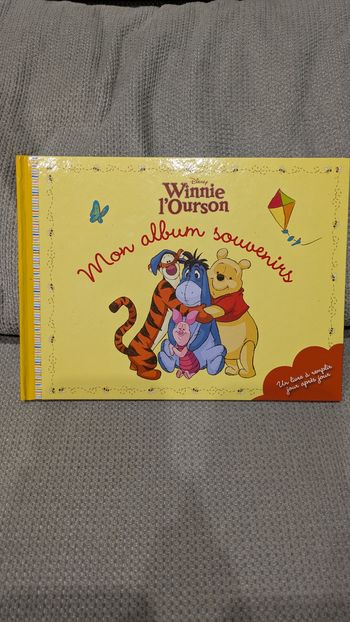 Disney
Winnie
l'Ourson
Mon album souvenirs
Un livre à remplir
jour après jour